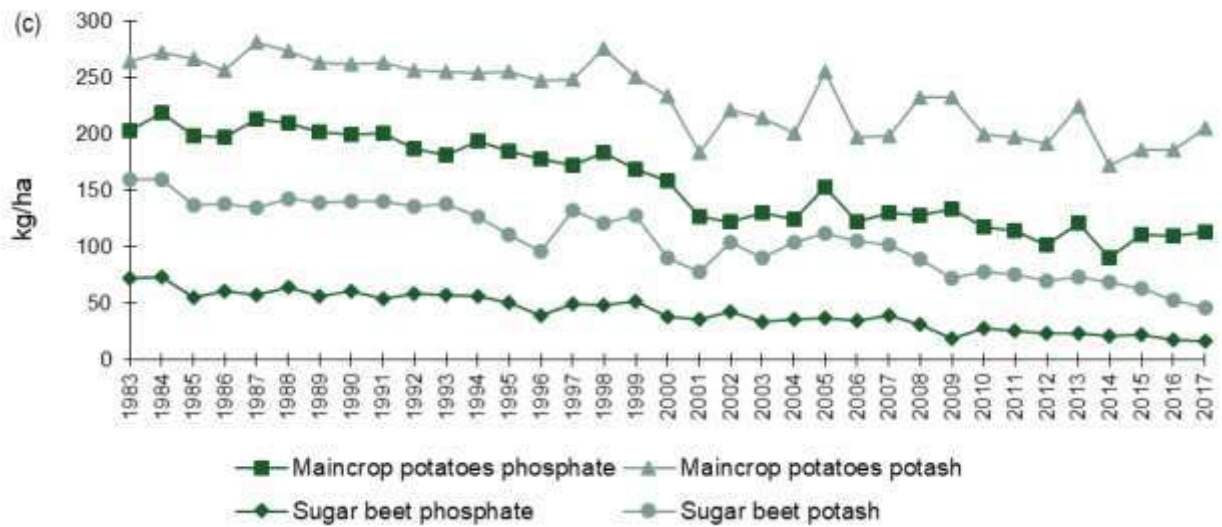 (c)
300
250
200
150
100
50
0
kg/ha
1983 1984 1985 1986 1987 1988 1989 1990 1991 1992 1993 1994 1995 1996 1997 1998 1999 2000 2001 2002 2003 2004 2005 2006 2007 2008 2009 2010 2011 2012 2013 2014 2015 2016 2017
Maincrop potatoes phosphate Maincrop potatoes potash
Sugar beet phosphate Sugar beet potash